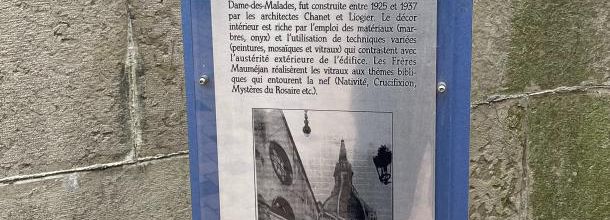 Dame-des-Malades, fut construite entre 1925 et 1937
par les architectes Chanet et Liogier. Le décor
intérieur est riche par l'emploi des matériaux (mar-
bres, onyx) et l'utilisation de techniques variées
(peintures, mosaïques et vitraux) qui contrastent avec
l'austérité extérieure de l'édifice. Les Frères
Mauméjan réalisèrent les vitraux aux thèmes bibli-
ques qui entourent la nef (Nativité, Crucifixion,
Mystères du Rosaire etc.).